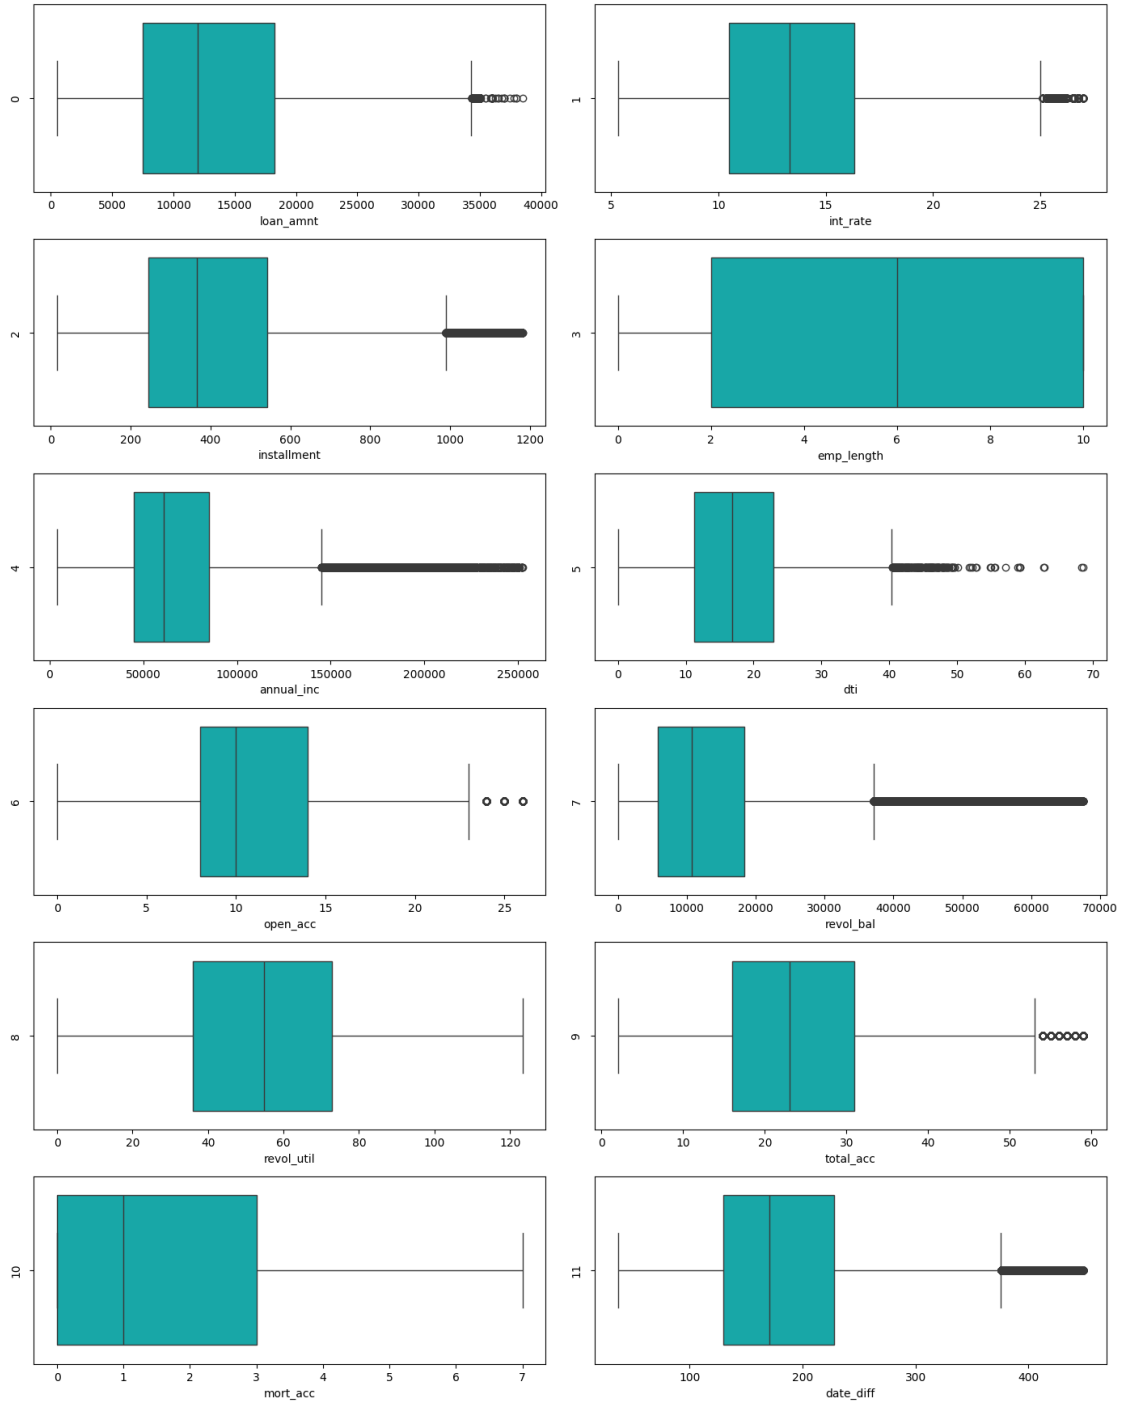 0
0 5000 10000 15000 20000 25000 30000 35000 40000
loan_amnt
1
5 10 15 20 25
int_rate
2
0 200 400 600 800 1000 1200
installment
3
0 2 4 6 8 10
emp_length
4
0 50000 100000 150000 200000 250000
annual_inc
5
0 10 20 30 40 50 60 70
dti
6
0 5 10 15 20 25
open_acc
7
0 10000 20000 30000 40000 50000 60000 70000
revol_bal
8
0 20 40 60 80 100 120
revol_util
9
0 10 20 30 40 50 60
total_acc
10
0 1 2 3 4 5 6 7
mort_acc
11
100 200 300 400
date_diff